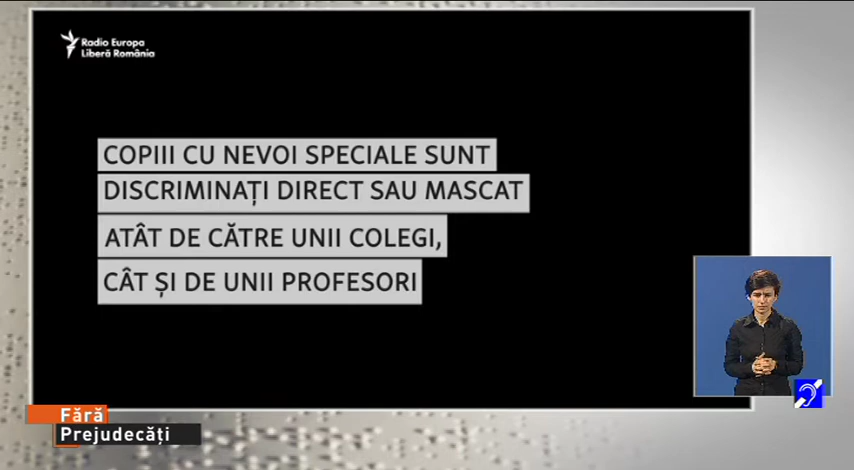 Radio Europa
Liberă România
COPIII CU NEVOI SPECIALE SUNT
DISCRIMINAȚI DIRECT SAU MASCAT
ATÂT DE CĂTRE UNII COLEGI,
CÂT ȘI DE UNII PROFESORI
Fără
Prejudecăți